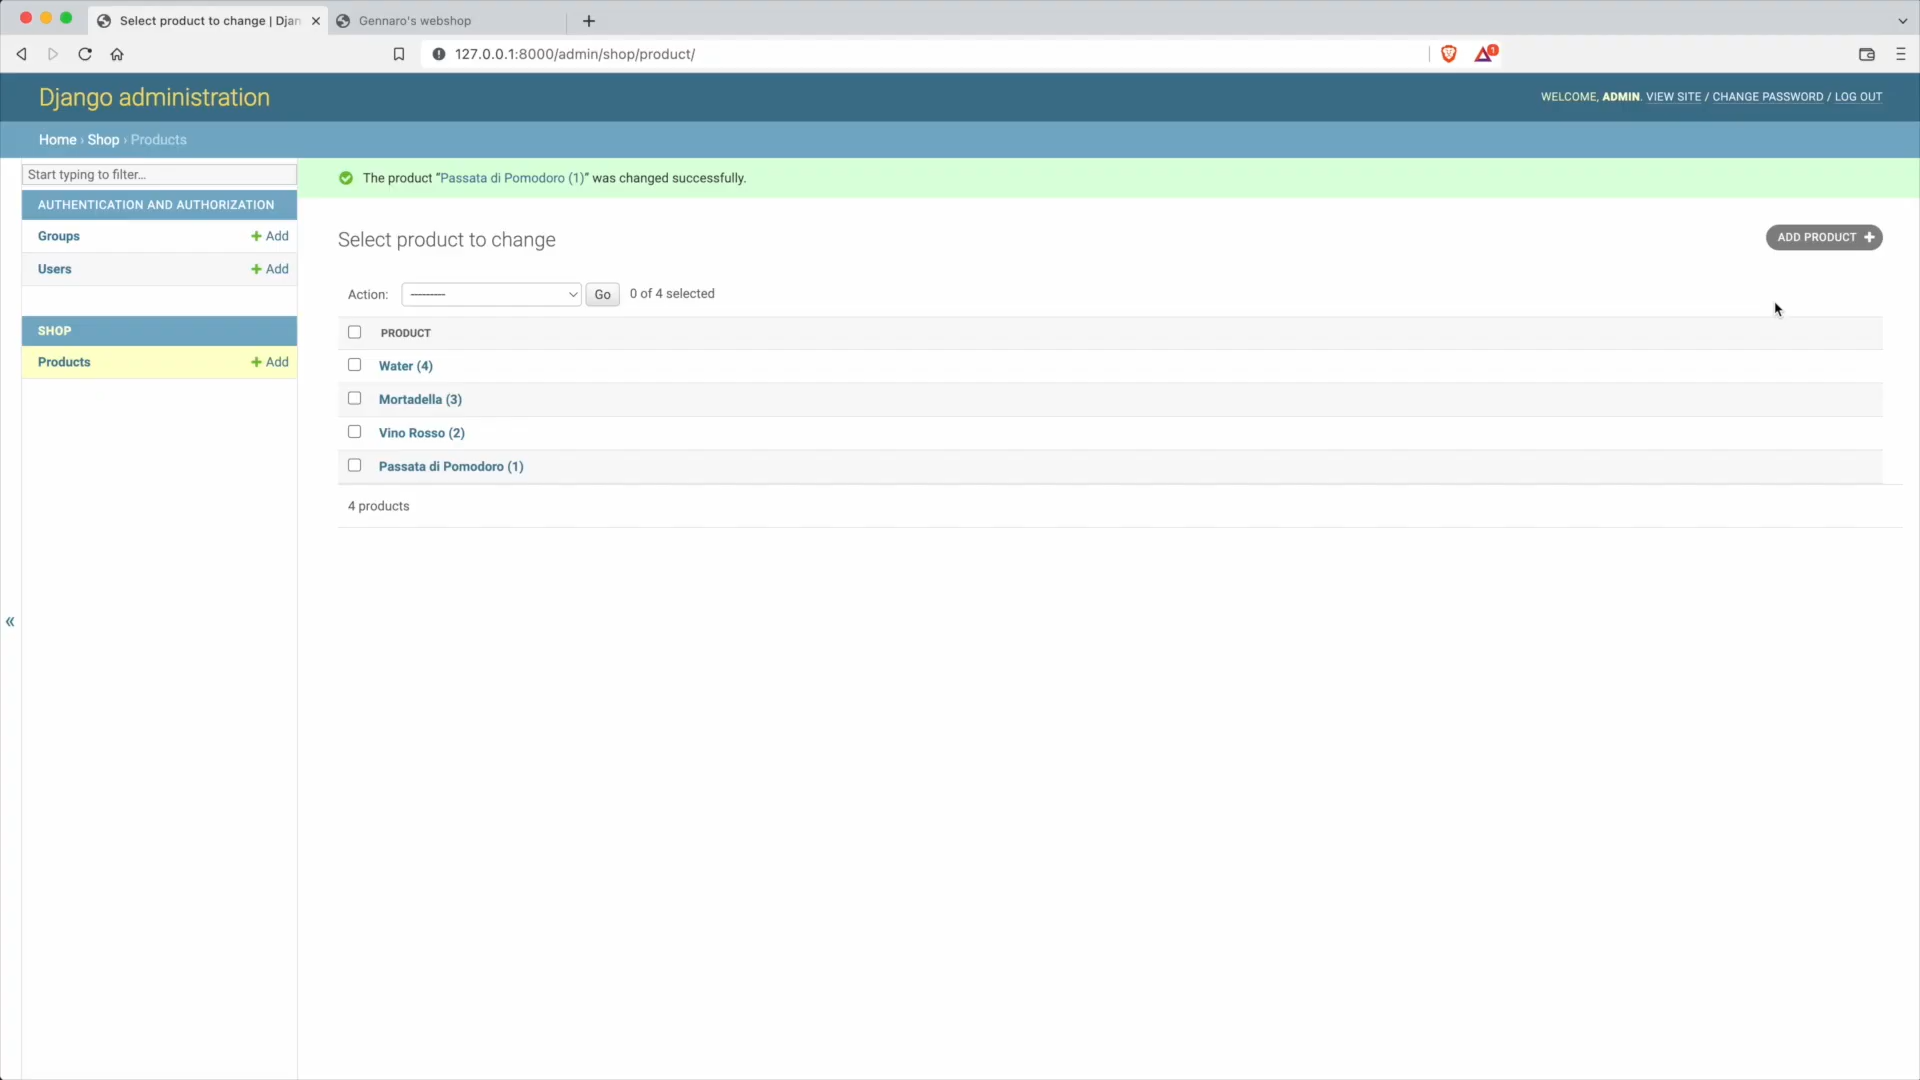 Select product to change | Djan
Gennaro's webshop
127.0.0.1:8000/admin/shop/product/
1
Django administration
WELCOME, ADMIN. VIEW SITE / CHANGE PASSWORD / LOG OUT
Home › Shop › Products
Start typing to filter...
The product “Passata di Pomodoro (1)” was changed successfully.
AUTHENTICATION AND AUTHORIZATION
Groups + Add
Users + Add
SHOP
Products + Add
Select product to change
ADD PRODUCT +
Action: --------- Go 0 of 4 selected
PRODUCT
Water (4)
Mortadella (3)
Vino Rosso (2)
Passata di Pomodoro (1)
4 products
«